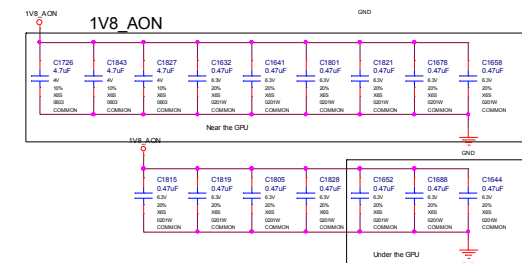 1V8_AON
1V8_AON
GND
C1726
4.7uF
4V
10%
X6S
0603
COMMON
C1843
4.7uF
4V
10%
X6S
0603
COMMON
C1827
4.7uF
4V
10%
X6S
0603
COMMON
C1632
0.47uF
6.3V
20%
X6S
0201W
COMMON
C1641
0.47uF
6.3V
20%
X6S
0201W
COMMON
C1801
0.47uF
6.3V
20%
X6S
0201W
COMMON
C1821
0.47uF
6.3V
20%
X6S
0201W
COMMON
C1678
0.47uF
6.3V
20%
X6S
0201W
COMMON
C1658
0.47uF
6.3V
20%
X6S
0201W
COMMON
Near the GPU
1V8_AON
GND
C1815
0.47uF
6.3V
20%
X6S
0201W
COMMON
C1819
0.47uF
6.3V
20%
X6S
0201W
COMMON
C1805
0.47uF
6.3V
20%
X6S
0201W
COMMON
C1828
0.47uF
6.3V
20%
X6S
0201W
COMMON
C1652
0.47uF
6.3V
20%
X6S
0201W
COMMON
C1688
0.47uF
6.3V
20%
X6S
0201W
COMMON
C1644
0.47uF
6.3V
20%
X6S
0201W
COMMON
Under the GPU